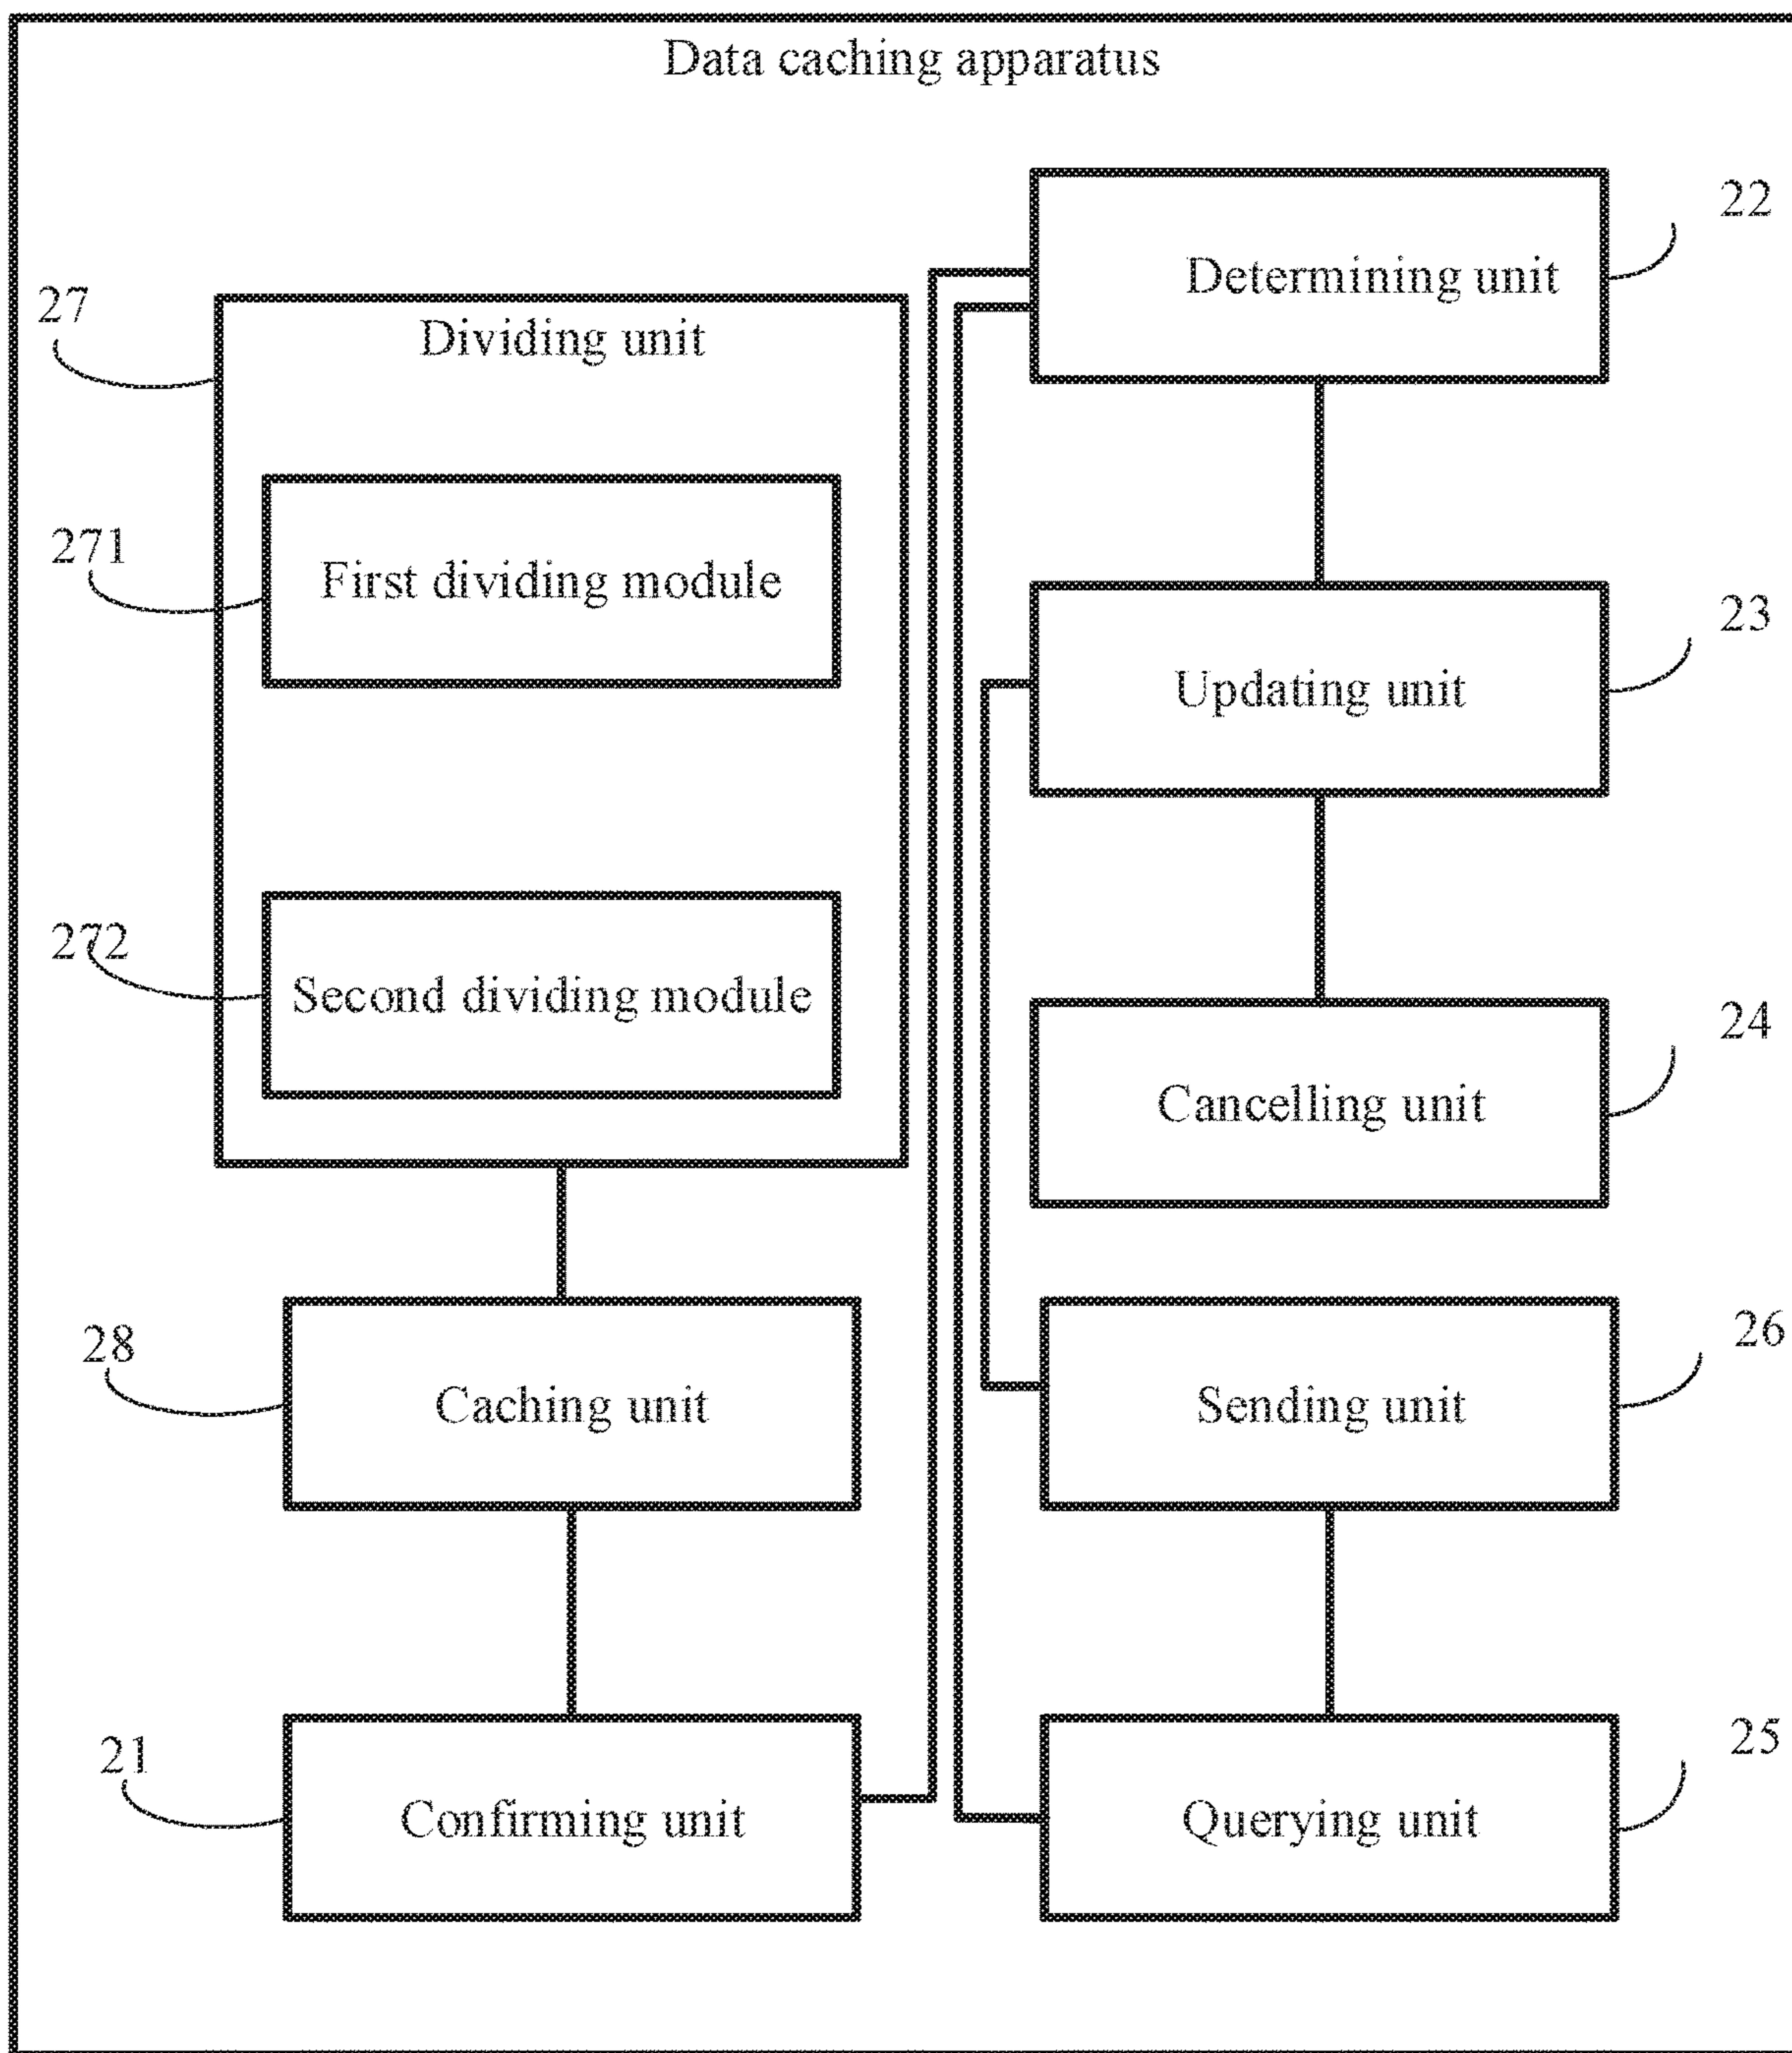 Data caching apparatus
27
Dividing unit
271
First dividing module
272
Second dividing module
28
Caching unit
21
Confirming unit
22
Determining unit
23
Updating unit
24
Cancelling unit
26
Sending unit
25
Querying unit